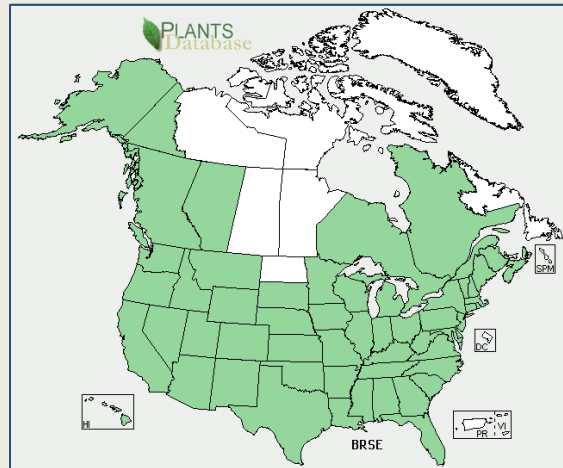 PLANTS
Database
SPM
DC
HI
PR
VI
BRSE